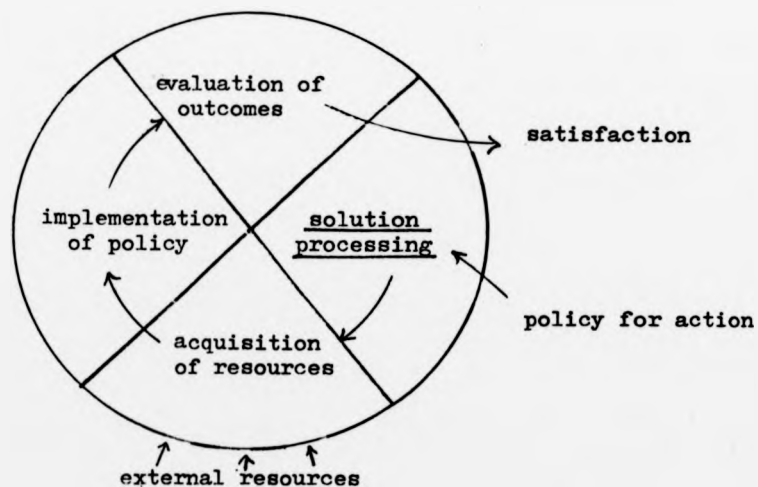 evaluation of
outcomes
satisfaction
implementation
of policy
solution
processing
policy for action
acquisition
of resources
external resources